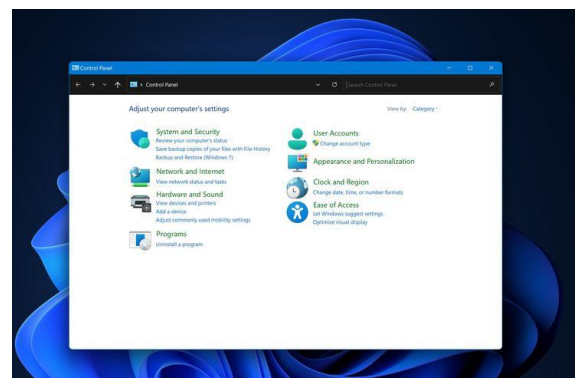 Control Panel
Control Panel
Search Control Panel
Adjust your computer's settings
View by: Category
System and Security
Review your computer's status
Save backup copies of your files with File History
Backup and Restore (Windows 7)
Network and Internet
View network status and tasks
Hardware and Sound
View devices and printers
Add a device
Adjust commonly used mobility settings
Programs
Uninstall a program
User Accounts
Change account type
Appearance and Personalization
Clock and Region
Change date, time, or number formats
Ease of Access
Let Windows suggest settings
Optimize visual display